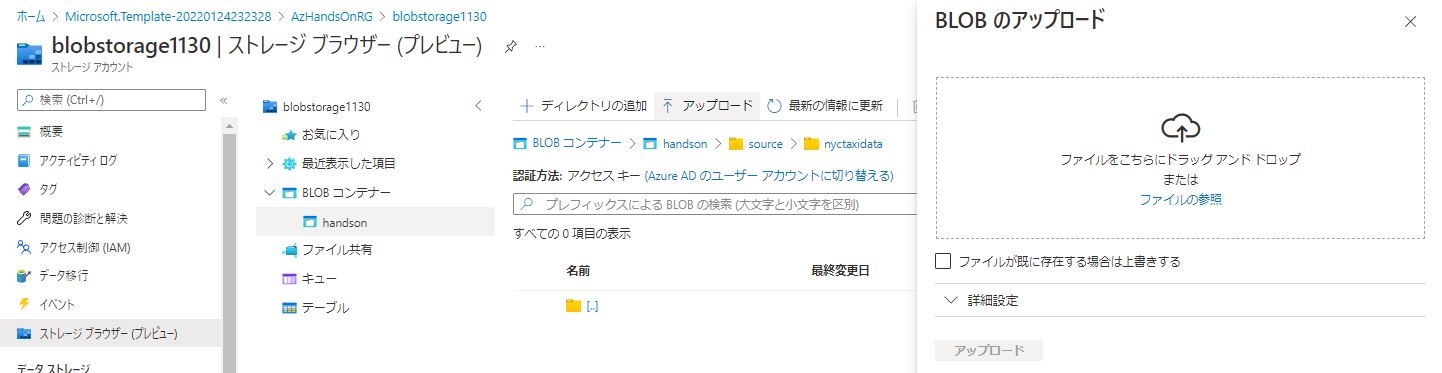 ホーム > Microsoft.Template-20220124232328 > AzHandsOnRG > blobstorage1130
blobstorage1130 | ストレージ ブラウザー (プレビュー) ...
ストレージ アカウント
検索 (Ctrl+/) «
概要
アクティビティ ログ
タグ
問題の診断と解決
アクセス制御 (IAM)
データ移行
イベント
ストレージ ブラウザー (プレビュー)
データ ストレージ
blobstorage1130
お気に入り
最近表示した項目
BLOB コンテナー
handson
ファイル共有
キュー
テーブル
ディレクトリの追加 アップロード 最新の情報に更新
BLOB コンテナー > handson > source > nyctaxidata
認証方法: アクセス キー (Azure AD のユーザー アカウントに切り替える)
プレフィックスによる BLOB の検索 (大文字と小文字を区別)
すべての 0 項目の表示
名前 最終変更日
[..]
BLOB のアップロード
ファイルをこちらにドラッグ アンド ドロップ
または
ファイルの参照
ファイルが既に存在する場合は上書きする
詳細設定
アップロード